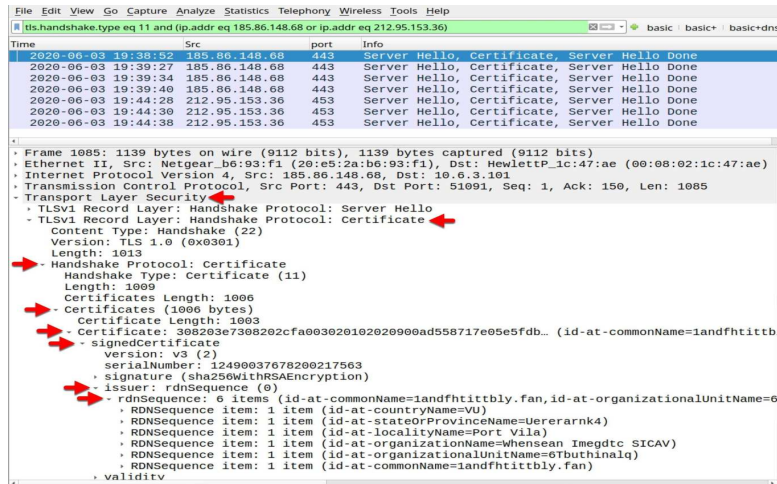 File Edit View Go Capture Analyze Statistics Telephony Wireless Tools Help
tls.handshake.type eq 11 and (ip.addr eq 185.86.148.68 or ip.addr eq 212.95.153.36) basic basic+ basic+dns
Time Src port Info
2020-06-03 19:38:52 185.86.148.68 443 Server Hello, Certificate, Server Hello Done
2020-06-03 19:39:27 185.86.148.68 443 Server Hello, Certificate, Server Hello Done
2020-06-03 19:39:34 185.86.148.68 443 Server Hello, Certificate, Server Hello Done
2020-06-03 19:39:40 185.86.148.68 443 Server Hello, Certificate, Server Hello Done
2020-06-03 19:44:28 212.95.153.36 453 Server Hello, Certificate, Server Hello Done
2020-06-03 19:44:30 212.95.153.36 453 Server Hello, Certificate, Server Hello Done
2020-06-03 19:44:38 212.95.153.36 453 Server Hello, Certificate, Server Hello Done
Frame 1085: 1139 bytes on wire (9112 bits), 1139 bytes captured (9112 bits)
Ethernet II, Src: Netgear_b6:93:f1 (20:e5:2a:b6:93:f1), Dst: HewlettP_1c:47:ae (00:08:02:1c:47:ae)
Internet Protocol Version 4, Src: 185.86.148.68, Dst: 10.6.3.101
Transmission Control Protocol, Src Port: 443, Dst Port: 51091, Seq: 1, Ack: 150, Len: 1085
Transport Layer Security
TLSv1 Record Layer: Handshake Protocol: Server Hello
TLSv1 Record Layer: Handshake Protocol: Certificate
Content Type: Handshake (22)
Version: TLS 1.0 (0x0301)
Length: 1013
Handshake Protocol: Certificate
Handshake Type: Certificate (11)
Length: 1009
Certificates Length: 1006
Certificates (1006 bytes)
Certificate Length: 1003
Certificate: 308203e7308202cfa003020102020900ad558717e05e5fdb… (id-at-commonName=1andfhtittb
signedCertificate
version: v3 (2)
serialNumber: 12490037678200217563
signature (sha256WithRSAEncryption)
issuer: rdnSequence (0)
rdnSequence: 6 items (id-at-commonName=1andfhtittbly.fan,id-at-organizationalUnitName=6
RDNSequence item: 1 item (id-at-countryName=VU)
RDNSequence item: 1 item (id-at-stateOrProvinceName=Uererarnk4)
RDNSequence item: 1 item (id-at-localityName=Port Vila)
RDNSequence item: 1 item (id-at-organizationName=Whensean Imegdtc SICAV)
RDNSequence item: 1 item (id-at-organizationalUnitName=6Tbuthinalq)
RDNSequence item: 1 item (id-at-commonName=1andfhtittbly.fan)
validity